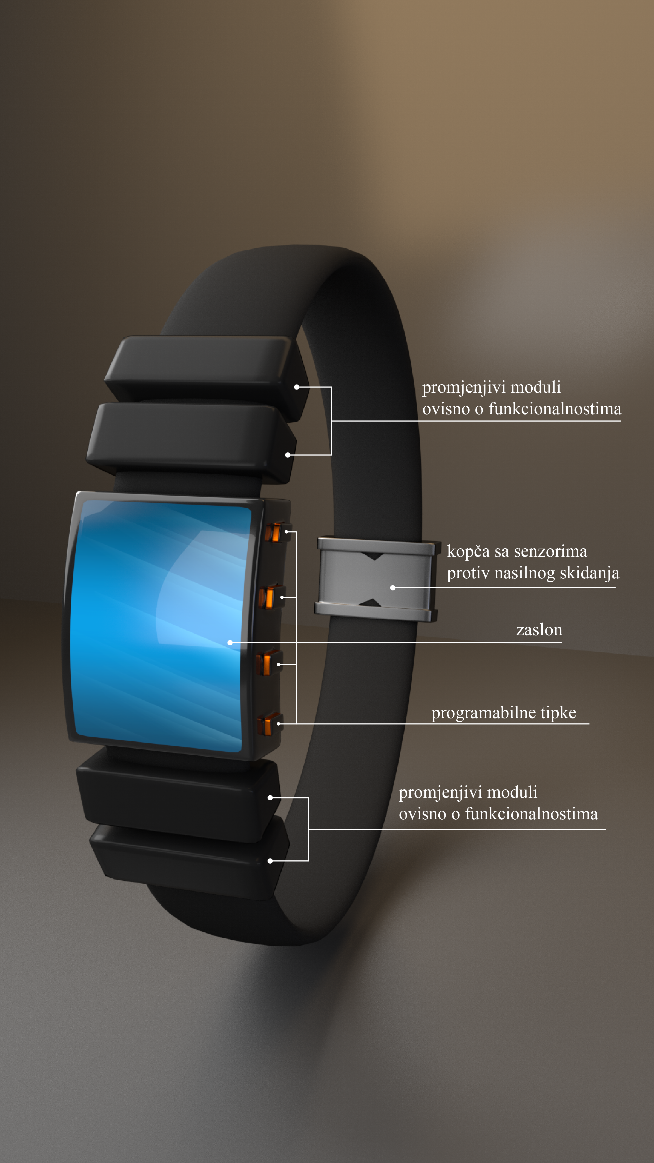 promjenjivi moduli
ovisno o funkcionalnostima
kopča sa senzorima
protiv nasilnog skidanja
zaslon
programabilne tipke
promjenjivi moduli
ovisno o funkcionalnostima